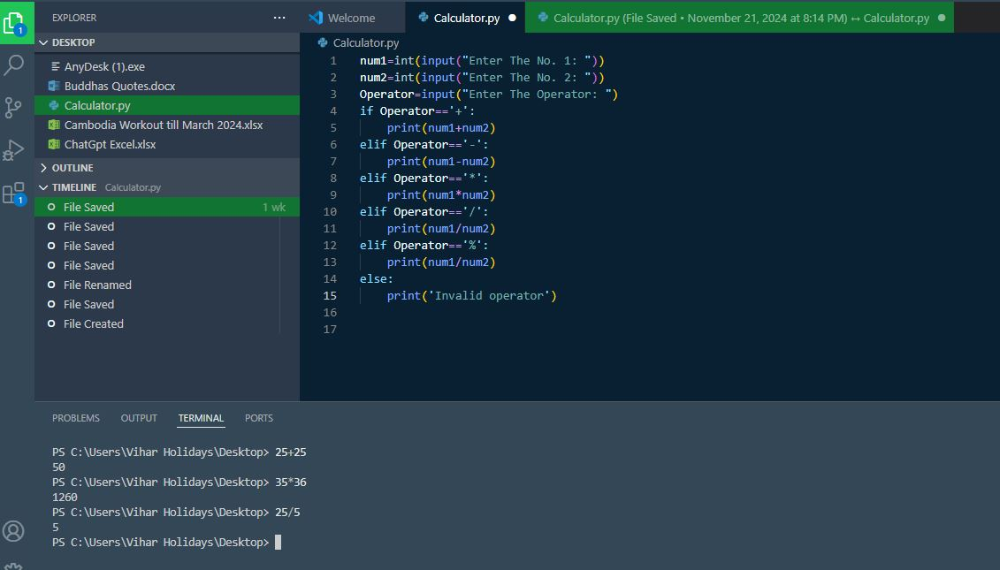 EXPLORER
DESKTOP
AnyDesk (1).exe
Buddhas Quotes.docx
Calculator.py
Cambodia Workout till March 2024.xlsx
ChatGpt Excel.xlsx
OUTLINE
TIMELINE Calculator.py
File Saved 1 wk
File Saved
File Saved
File Saved
File Renamed
File Saved
File Created
1
1
Welcome
Calculator.py
Calculator.py (File Saved • November 21, 2024 at 8:14 PM) ↔ Calculator.py
Calculator.py
1 num1=int(input("Enter The No. 1: "))
2 num2=int(input("Enter The No. 2: "))
3 Operator=input("Enter The Operator: ")
4 if Operator=='+':
5     print(num1+num2)
6 elif Operator=='-':
7     print(num1-num2)
8 elif Operator=='*':
9     print(num1*num2)
10 elif Operator=='/':
11     print(num1/num2)
12 elif Operator=='%':
13     print(num1/num2)
14 else:
15     print('Invalid operator')
16
17
PROBLEMS OUTPUT TERMINAL PORTS
PS C:\Users\Vihar Holidays\Desktop> 25+25
50
PS C:\Users\Vihar Holidays\Desktop> 35*36
1260
PS C:\Users\Vihar Holidays\Desktop> 25/5
5
PS C:\Users\Vihar Holidays\Desktop>